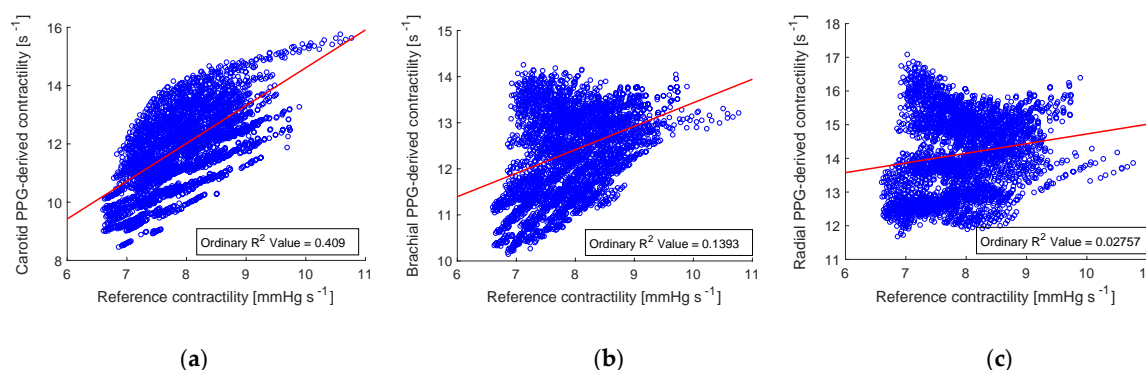 Carotid PPG-derived contractility [s⁻¹]
16
14
12
10
8
6 7 8 9 10 11
Ordinary R² Value = 0.409
Reference contractility [mmHg s⁻¹]
(a)
Brachial PPG-derived contractility [s⁻¹]
15
14
13
12
11
10
6 7 8 9 10 11
Ordinary R² Value = 0.1393
Reference contractility [mmHg s⁻¹]
(b)
Radial PPG-derived contractility [s⁻¹]
18
17
16
15
14
13
12
11
6 7 8 9 10
Ordinary R² Value = 0.02757
Reference contractility [mmHg s⁻¹]
(c)